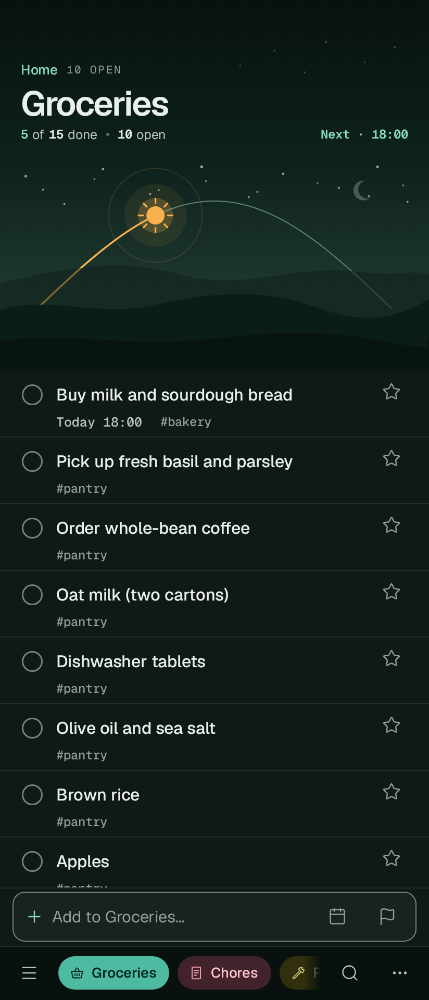 Home 10 OPEN
Groceries
5 of 15 done • 10 open
Next · 18:00
Buy milk and sourdough bread
Today 18:00 #bakery
Pick up fresh basil and parsley
#pantry
Order whole-bean coffee
#pantry
Oat milk (two cartons)
#pantry
Dishwasher tablets
#pantry
Olive oil and sea salt
#pantry
Brown rice
#pantry
Apples
#pantry
+ Add to Groceries…
Groceries Chores